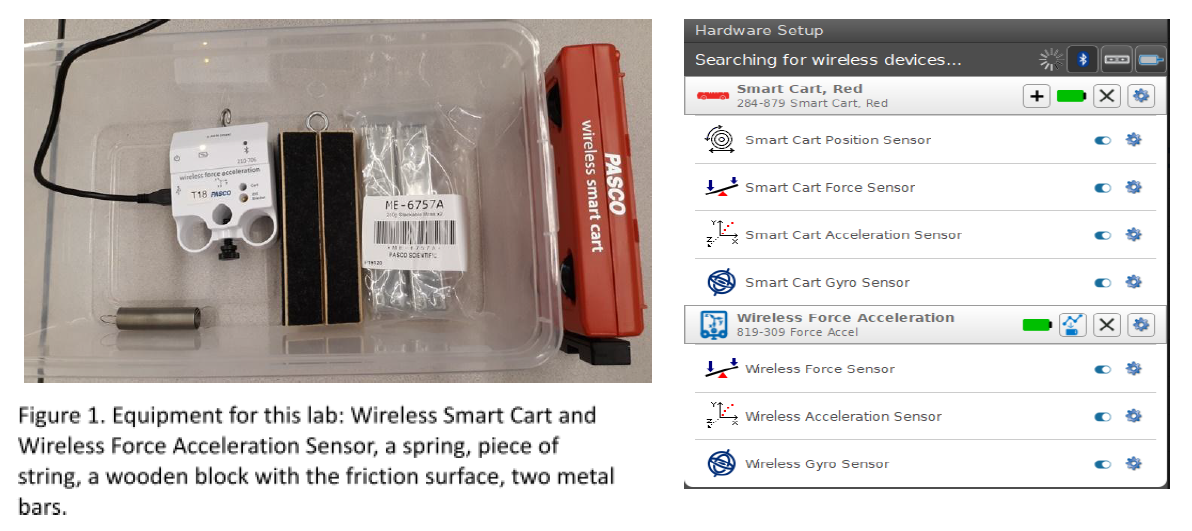 wireless force acceleration
T18 PASCO
ME-6757A
PASCO SCIENTIFIC
PASCO
wireless smart cart
Figure 1. Equipment for this lab: Wireless Smart Cart and
Wireless Force Acceleration Sensor, a spring, piece of
string, a wooden block with the friction surface, two metal
bars.
Hardware Setup
Searching for wireless devices...
Smart Cart, Red
284-879 Smart Cart, Red
Smart Cart Position Sensor
Smart Cart Force Sensor
Smart Cart Acceleration Sensor
Smart Cart Gyro Sensor
Wireless Force Acceleration
819-309 Force Accel
Wireless Force Sensor
Wireless Acceleration Sensor
Wireless Gyro Sensor